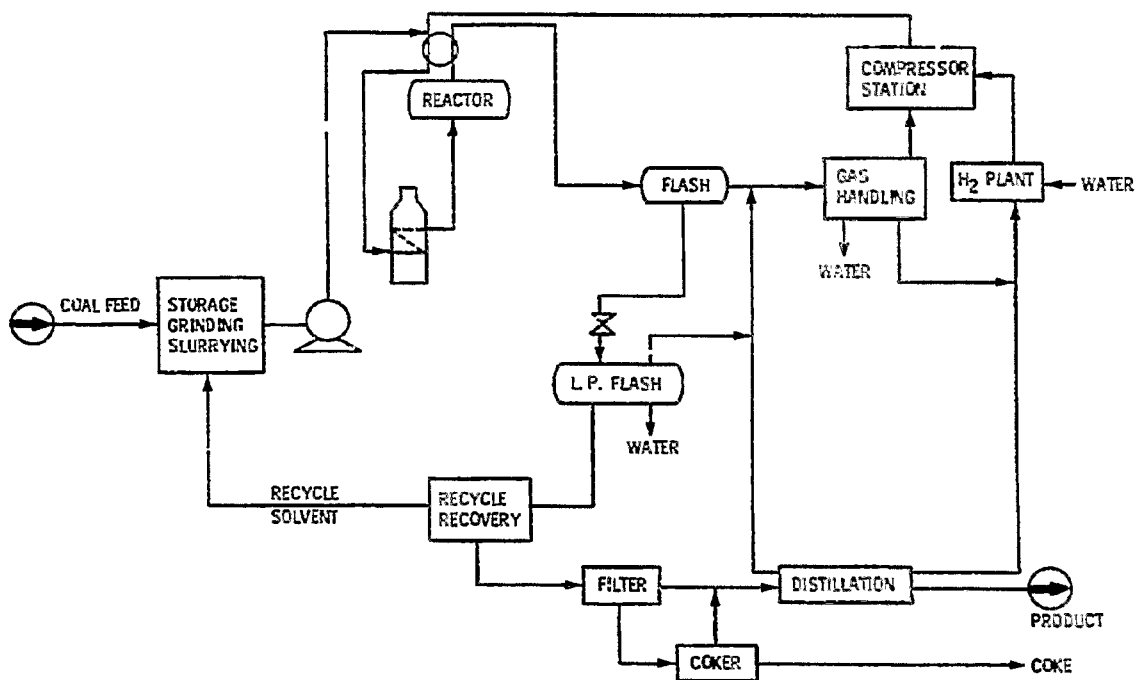 COMPRESSOR
STATION
REACTOR
FLASH
GAS
HANDLING
H2 PLANT
WATER
WATER
COAL FEED
STORAGE
GRINDING
SLURRYING
L.P. FLASH
WATER
RECYCLE
SOLVENT
RECYCLE
RECOVERY
FILTER
DISTILLATION
PRODUCT
COKER
COKE